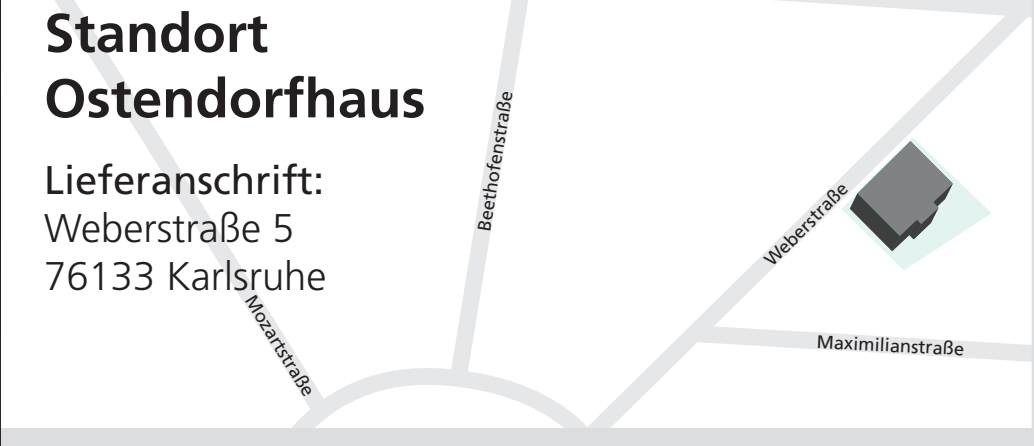 Standort
Ostendorfhaus
Lieferanschrift:
Weberstraße 5
76133 Karlsruhe
Mozartstraße
Beethofenstraße
Weberstraße
Maximilianstraße